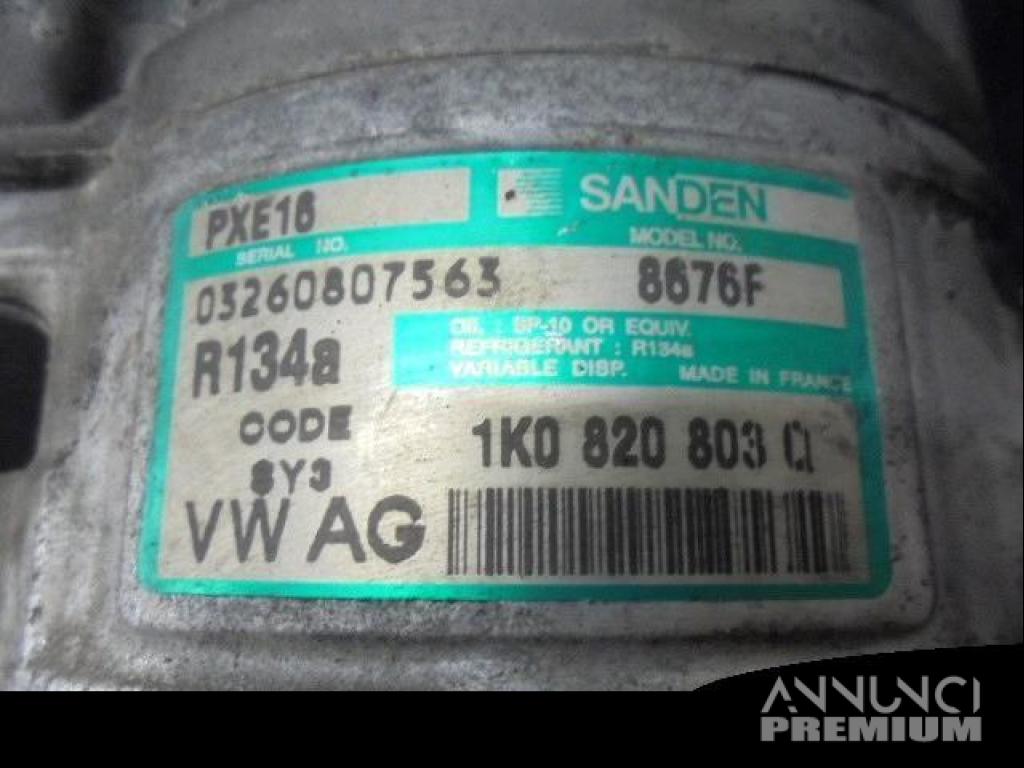 PXE16
SANDEN
SERIAL NO.
MODEL NO.
03260807563
8676F
R134a
OIL : SP-10 OR EQUIV.
REFRIGERANT : R134a
VARIABLE DISP. MADE IN FRANCE
CODE
8Y3
1K0 820 803
VW AG
ANNUNCI
PREMIUM